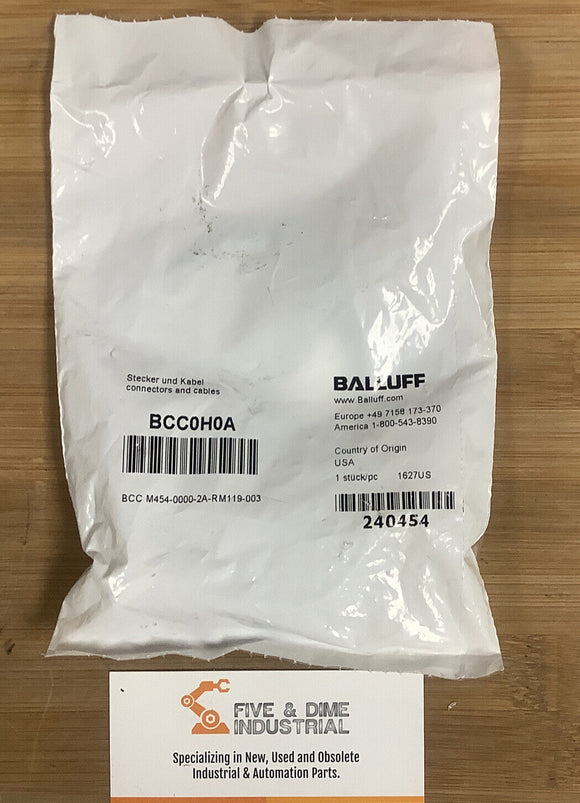 Stecker und Kabel
connectors and cables
BCC0H0A
BCC M454-0000-2A-RM119-003
BALLUFF
www.Balluff.com
Europe +49 7158 173-370
America 1-800-543-8390
Country of Origin
USA
1 stück/pc 1627US
240454
FIVE & DIME
INDUSTRIAL
Specializing in New, Used and Obsolete
Industrial & Automation Parts.